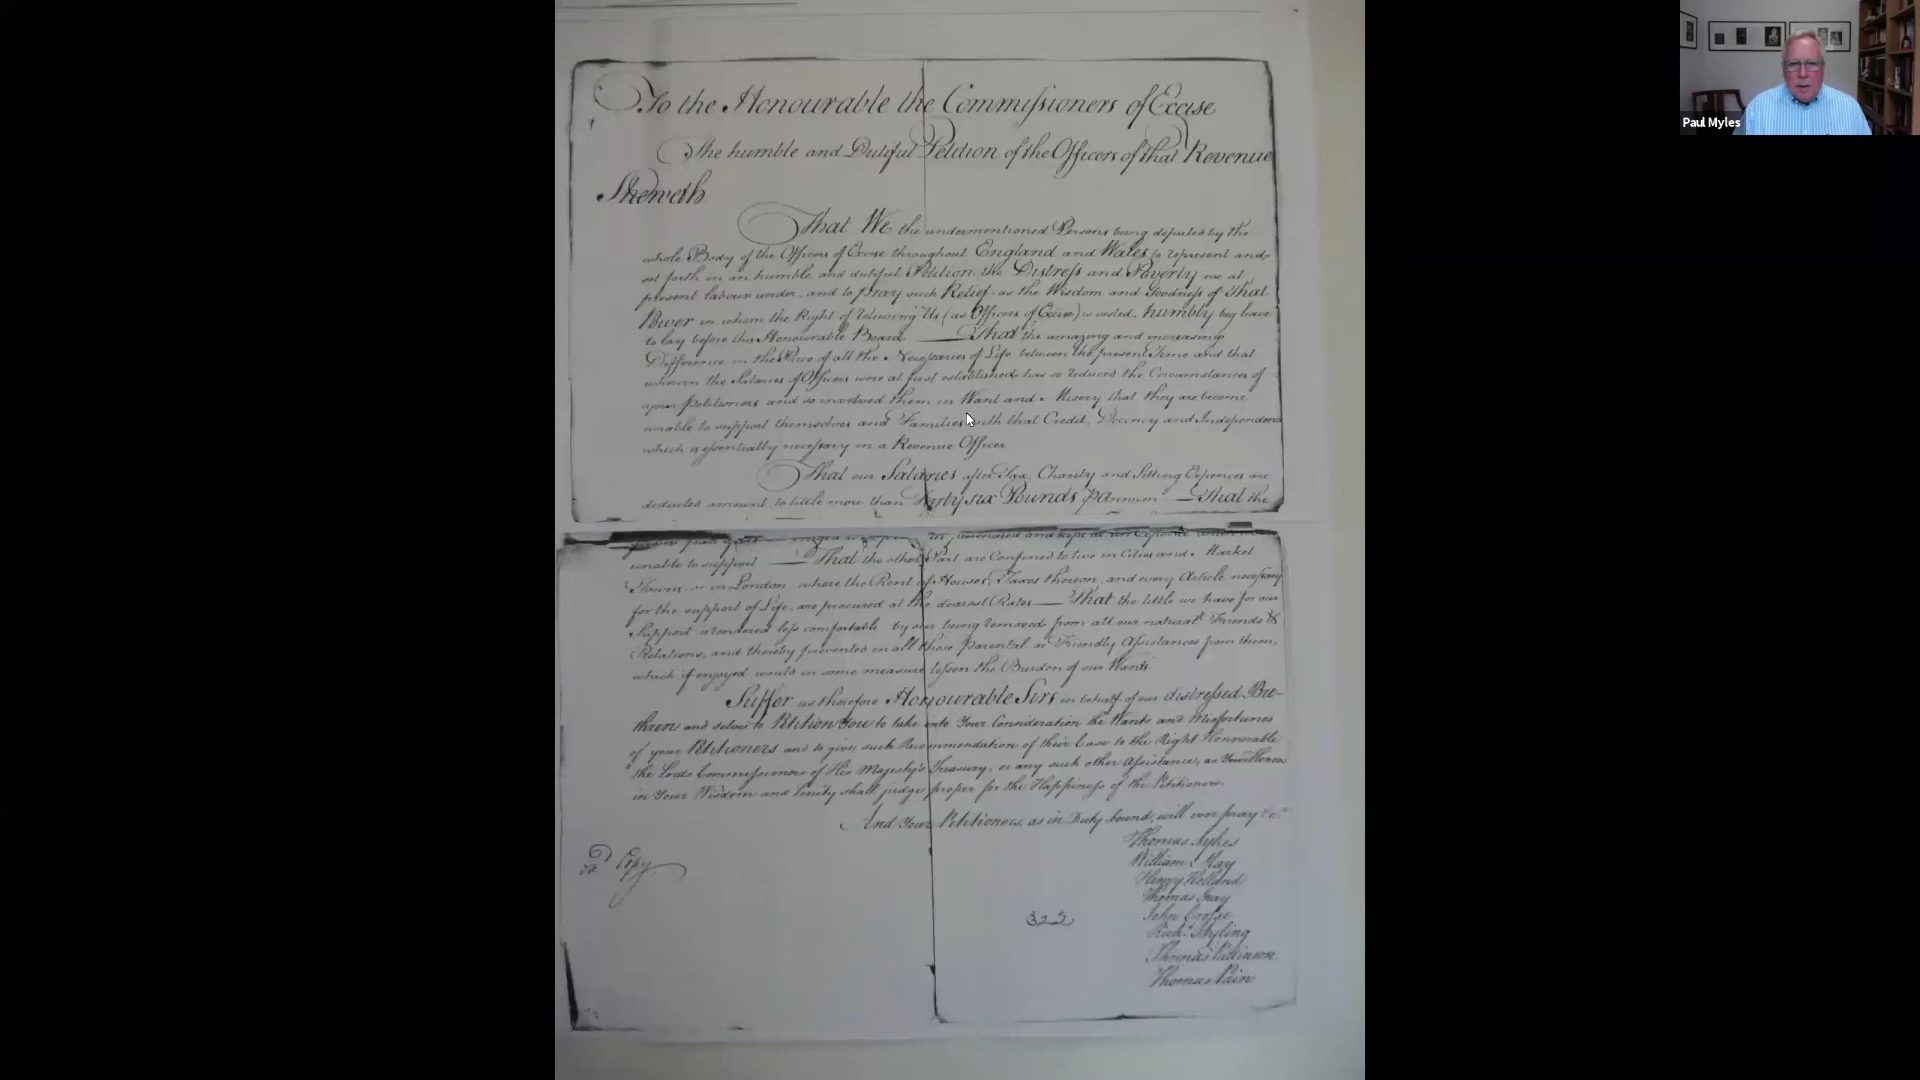 To the Honourable the Commissioners of Excise
The humble and Dutiful Petition of the Officers of that Revenue
Sheweth
That We the undermentioned Persons being deputed by the
whole Body of the Officers of Excise throughout England and Wales to represent and
set forth in an humble and dutiful Petition the Distress and Poverty we at
present labour under, and to pray such Relief as the Wisdom and Goodness of That
Power in whom the Right of relieving Us (as Officers of Excise) is vested, humbly beg leave
to lay before this Honourable Board That the amazing and increasing
Difference in the Price of all the Necessaries of Life between the present Time and that
wherein the Salaries of Officers were at first established has so reduced the Circumstances of
your Petitioners and so involved them in Want and Misery that they are become
unable to support themselves and Families with that Credit, Decency and Independence
which is essentially necessary in a Revenue Officer
That our Salaries after Tax, Charity and Sitting Expences are
deducted amount to little more than Forty six Pounds P Annum — That the
purchased and kept at an Expence
unable to support — That the other Part are Confined to live in Cities and Market
Towns or in London, where the Rent of Houses, Taxes thereon, and every Article necessary
for the support of Life, are procured at the dearest Rates — That the little we have for our
Support is rendered less comfortable by our being removed from all our natural Friends &
Relations, and thereby prevented in all those Parental or Friendly Assistances from them,
which if enjoyed would in some measure lessen the Burden of our Wants
Suffer us therefore Honourable Sirs in behalf of our distressed Bre-
thren and selves to Petition You to take into Your Consideration the Wants and Misfortunes
of your Petitioners and to give such Recommendation of their Case to the Right Honourable
the Lords Commissioners of His Majesty's Treasury, or any such other Assistance, as Your Honors
in Your Wisdom and Lenity shall judge proper for the Happiness of the Petitioners.
And Your Petitioners, as in Duty bound, will ever pray &c.
Thomas Sykes
William May
Henry Holland
Thomas Gray
John Crosse
Richd. Styling
Thomas Pattinson
Thomas Pain
Copy
322
Paul Myles